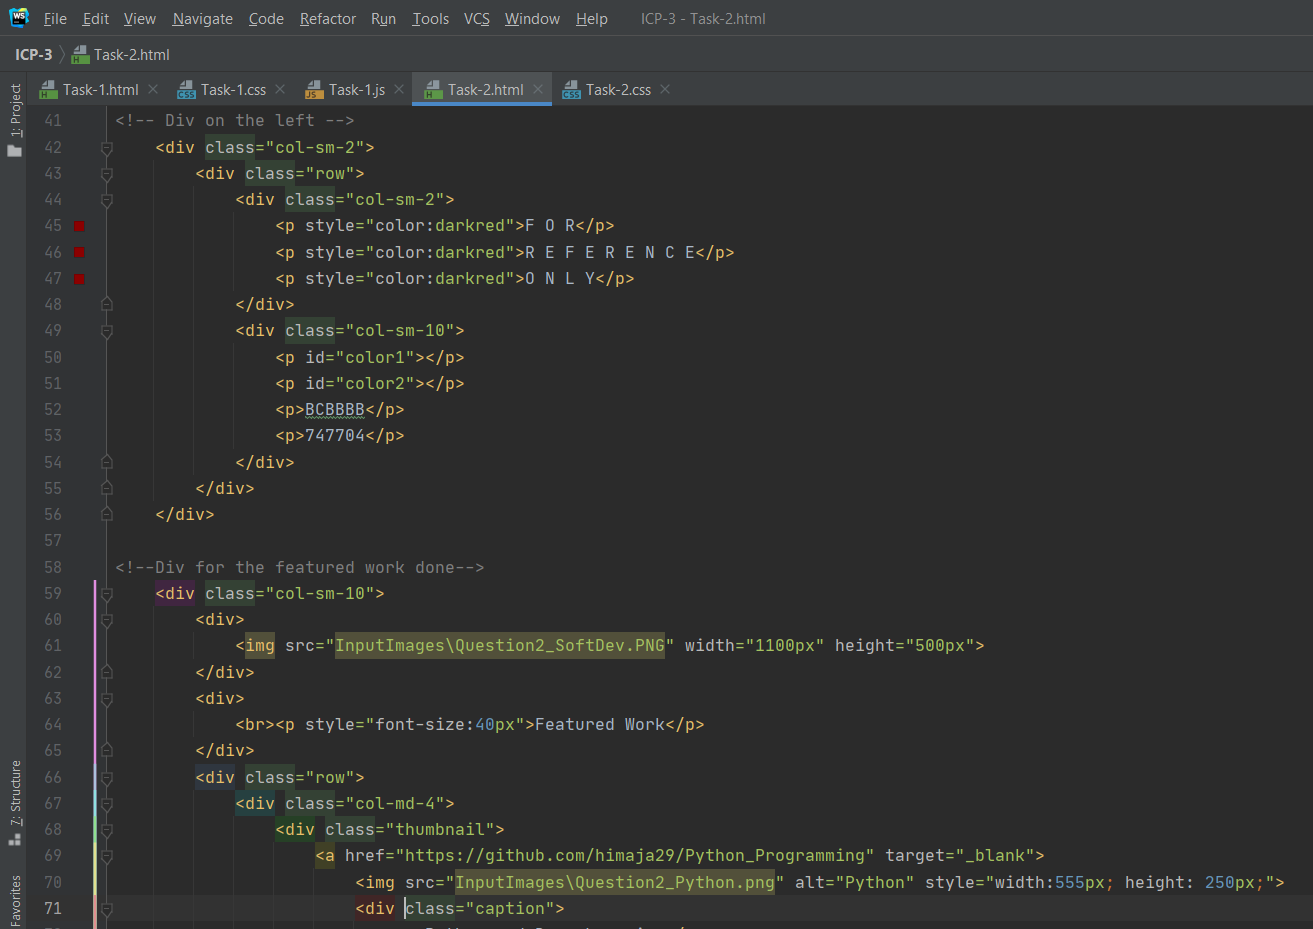 WS File Edit View Navigate Code Refactor Run Tools VCS Window Help ICP-3 - Task-2.html
ICP-3 Task-2.html
Task-1.html Task-1.css Task-1.js Task-2.html Task-2.css
1: Project
7: Structure
Favorites
41 <!-- Div on the left -->
42 <div class="col-sm-2">
43 <div class="row">
44 <div class="col-sm-2">
45 <p style="color:darkred">F O R</p>
46 <p style="color:darkred">R E F E R E N C E</p>
47 <p style="color:darkred">O N L Y</p>
48 </div>
49 <div class="col-sm-10">
50 <p id="color1"></p>
51 <p id="color2"></p>
52 <p>BCBBBB</p>
53 <p>747704</p>
54 </div>
55 </div>
56 </div>
57
58 <!--Div for the featured work done-->
59 <div class="col-sm-10">
60 <div>
61 <img src="InputImages\Question2_SoftDev.PNG" width="1100px" height="500px">
62 </div>
63 <div>
64 <br><p style="font-size:40px">Featured Work</p>
65 </div>
66 <div class="row">
67 <div class="col-md-4">
68 <div class="thumbnail">
69 <a href="https://github.com/himaja29/Python_Programming" target="_blank">
70 <img src="InputImages\Question2_Python.png" alt="Python" style="width:555px; height: 250px;">
71 <div class="caption">